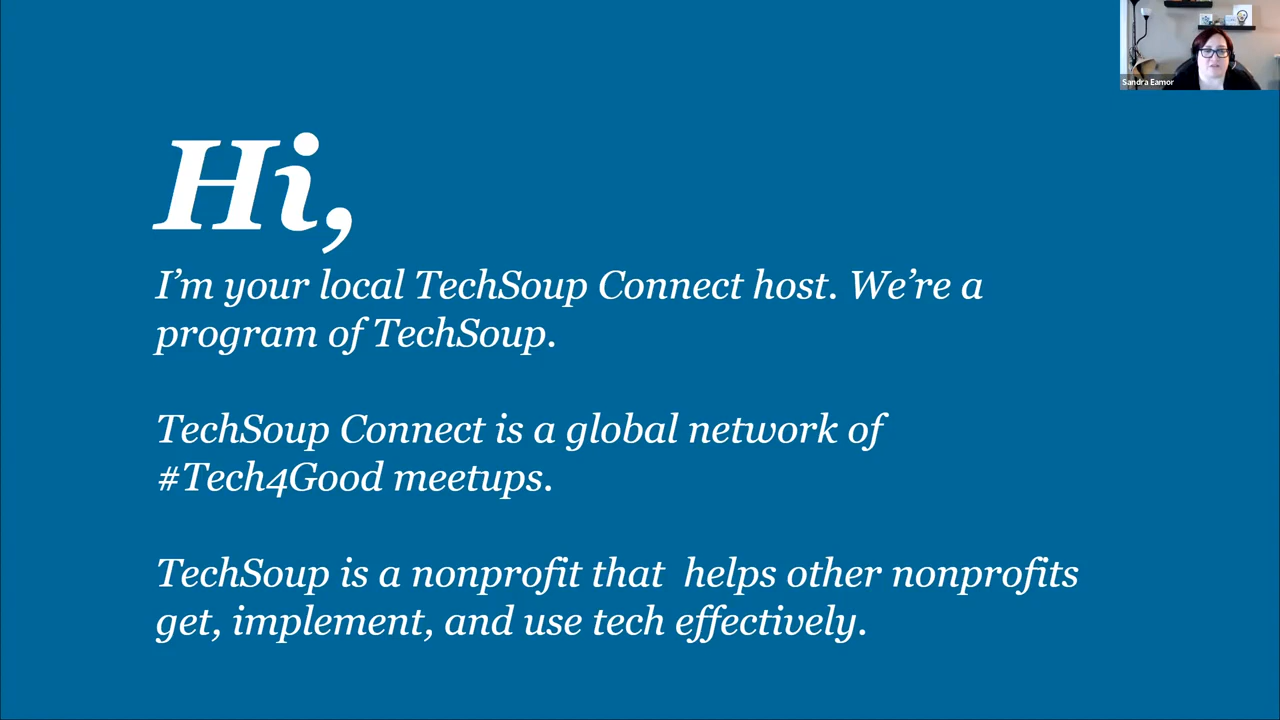 Sandra Eamor
Hi,
I’m your local TechSoup Connect host. We’re a
program of TechSoup.
TechSoup Connect is a global network of
#Tech4Good meetups.
TechSoup is a nonprofit that  helps other nonprofits
get, implement, and use tech effectively.